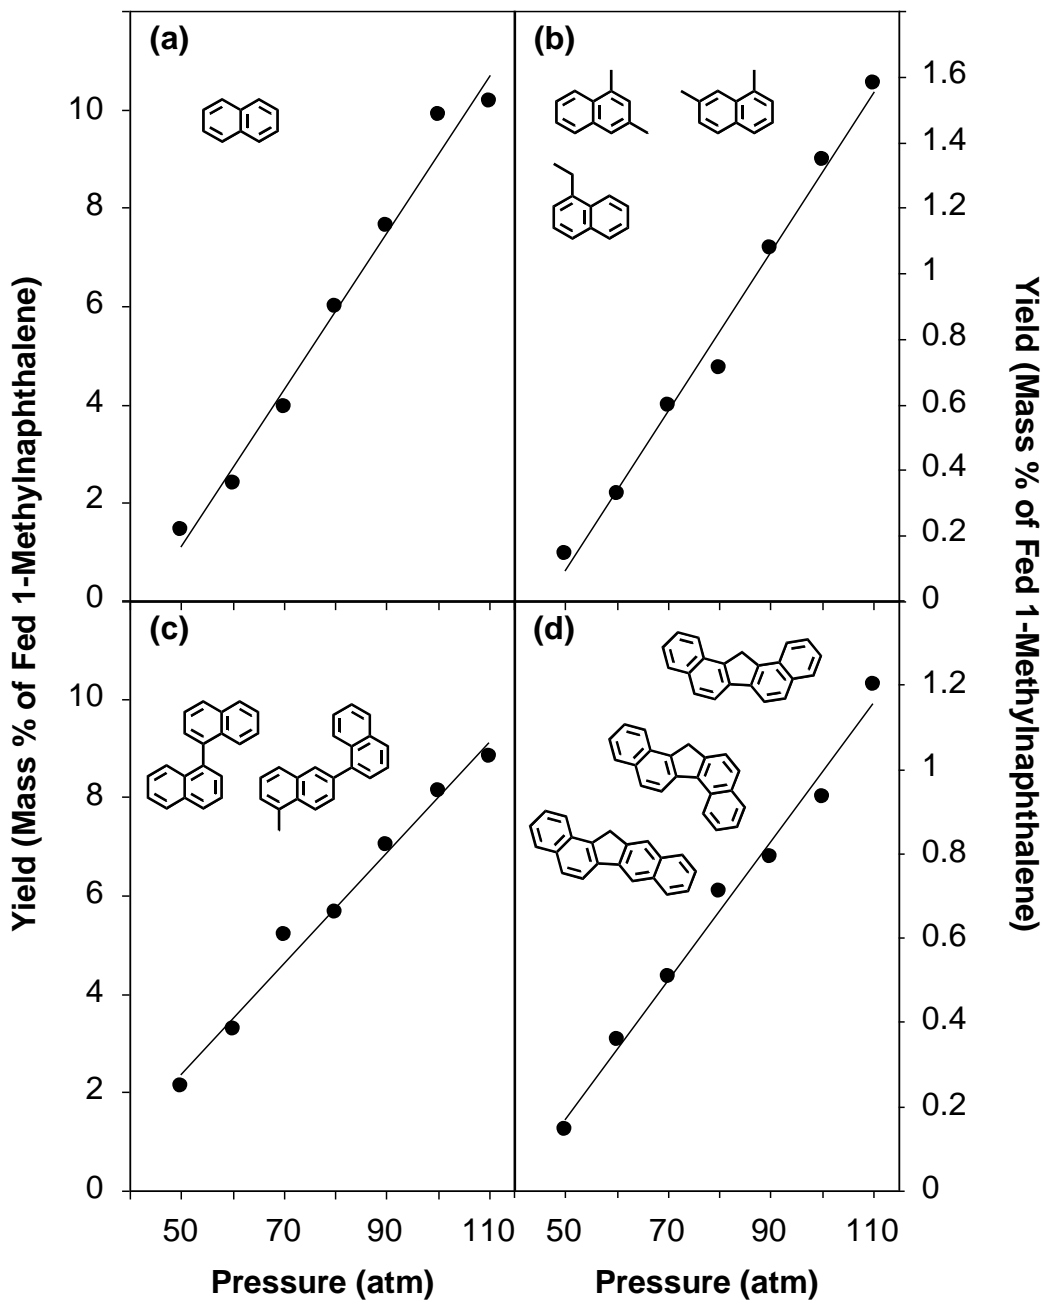 (a)
(b)
10
8
6
4
2
0
1.6
1.4
1.2
1
0.8
0.6
0.4
0.2
0
(c)
(d)
10
8
6
4
2
0
1.2
1
0.8
0.6
0.4
0.2
0
50 70 90 110
50 70 90 110
Pressure (atm)
Pressure (atm)
Yield (Mass % of Fed 1-Methylnaphthalene)
Yield (Mass % of Fed 1-Methylnaphthalene)